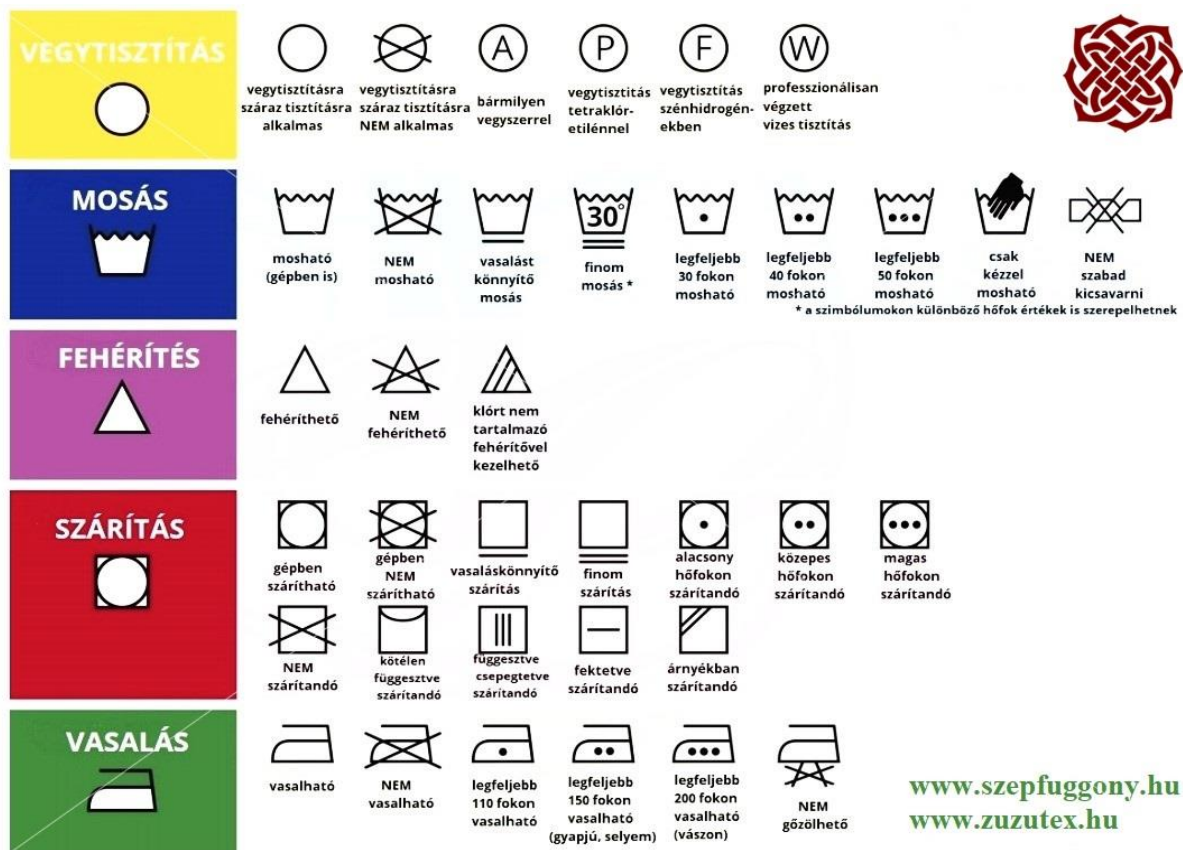 VEGYTISZTÍTÁS
A
P
F
W
vegytisztításra
száraz tisztításra
alkalmas
vegytisztításra
száraz tisztításra
NEM alkalmas
bármilyen
vegyszerrel
vegytisztitás
tetraklór-
etilénnel
vegytisztítás
szénhidrogén-
ekben
professzionálisan
végzett
vizes tisztítás
MOSÁS
30°
mosható
(gépben is)
NEM
mosható
vasalást
könnyítő
mosás
finom
mosás *
legfeljebb
30 fokon
mosható
legfeljebb
40 fokon
mosható
legfeljebb
50 fokon
mosható
csak
kézzel
mosható
NEM
szabad
kicsavarni
* a szimbólumokon különböző hőfok értékek is szerepelhetnek
FEHÉRÍTÉS
fehéríthető
NEM
fehéríthető
klórt nem
tartalmazó
fehérítővel
kezelhető
SZÁRÍTÁS
gépben
szárítható
gépben
NEM
szárítható
vasaláskönnyítő
szárítás
finom
szárítás
alacsony
hőfokon
szárítandó
közepes
hőfokon
szárítandó
magas
hőfokon
szárítandó
NEM
szárítandó
kötélen
függesztve
szárítandó
függesztve
csepegtetve
szárítandó
fektetve
szárítandó
árnyékban
szárítandó
VASALÁS
vasalható
NEM
vasalható
legfeljebb
110 fokon
vasalható
legfeljebb
150 fokon
vasalható
(gyapjú, selyem)
legfeljebb
200 fokon
vasalható
(vászon)
NEM
gőzölhető
www.szepfuggony.hu
www.zuzutex.hu